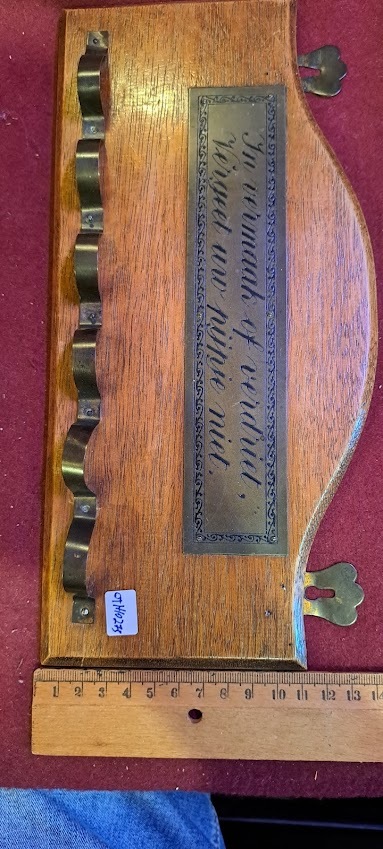 In vermaak of verdriet,
Vergeet uw pijpje niet.
1 2 3 4 5 6 7 8 9 10 11 12 13